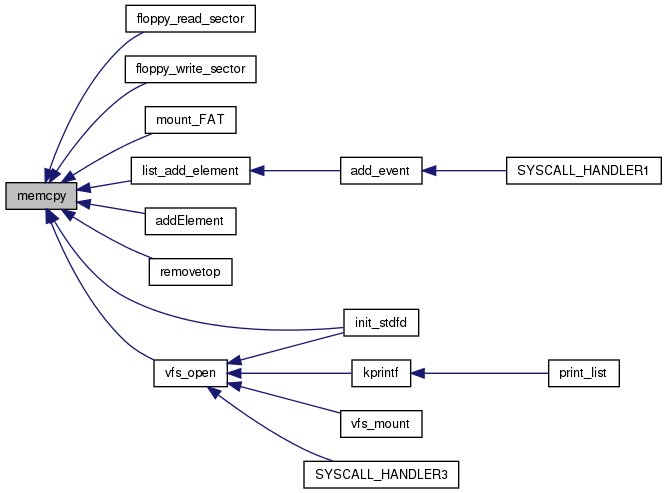 floppy_read_sector
floppy_write_sector
mount_FAT
list_add_element
add_event
SYSCALL_HANDLER1
memcpy
addElement
removetop
init_stdfd
vfs_open
kprintf
print_list
vfs_mount
SYSCALL_HANDLER3